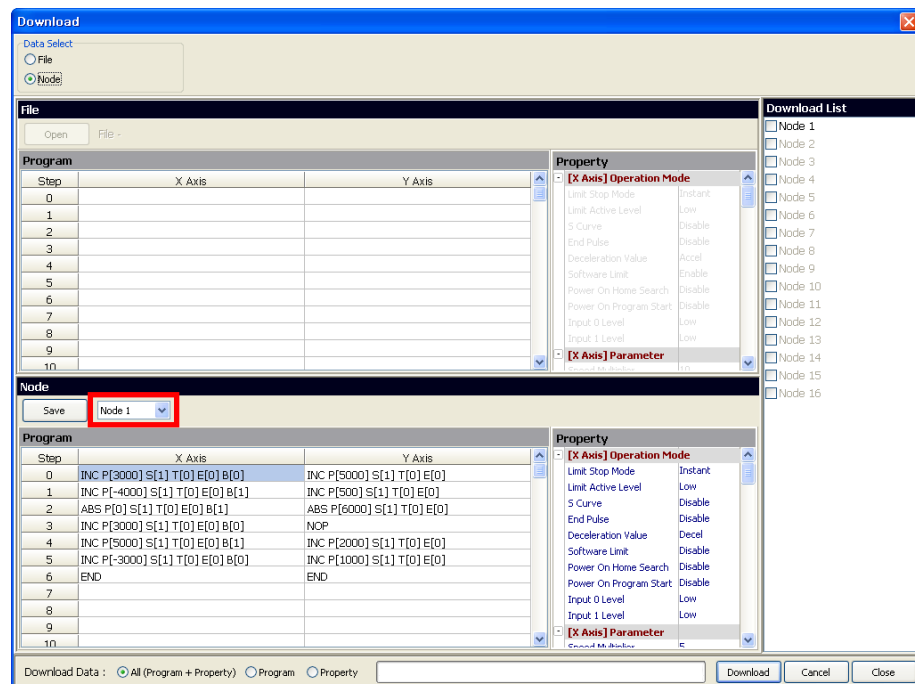 Download
Data Select
File
Node
File
Download List
Open File -
Node 1
Node 2
Node 3
Node 4
Node 5
Node 6
Node 7
Node 8
Node 9
Node 10
Node 11
Node 12
Node 13
Node 14
Node 15
Node 16
Program
Step X Axis Y Axis
0
1
2
3
4
5
6
7
8
9
10
Property
[X Axis] Operation Mode
Limit Stop Mode Instant
Limit Active Level Low
S Curve Disable
End Pulse Disable
Deceleration Value Accel
Software Limit Enable
Power On Home Search Disable
Power On Program Start Disable
Input 0 Level Low
Input 1 Level Low
[X Axis] Parameter
Speed Multiplier 10
Node
Save Node 1
Program
Step X Axis Y Axis
0 INC P[3000] S[1] T[0] E[0] B[0] INC P[5000] S[1] T[0] E[0]
1 INC P[-4000] S[1] T[0] E[0] B[1] INC P[500] S[1] T[0] E[0]
2 ABS P[0] S[1] T[0] E[0] B[1] ABS P[6000] S[1] T[0] E[0]
3 INC P[3000] S[1] T[0] E[0] B[0] NOP
4 INC P[5000] S[1] T[0] E[0] B[1] INC P[2000] S[1] T[0] E[0]
5 INC P[-3000] S[1] T[0] E[0] B[0] INC P[1000] S[1] T[0] E[0]
6 END END
7
8
9
10
Property
[X Axis] Operation Mode
Limit Stop Mode Instant
Limit Active Level Low
S Curve Disable
End Pulse Disable
Deceleration Value Decel
Software Limit Disable
Power On Home Search Disable
Power On Program Start Disable
Input 0 Level Low
Input 1 Level Low
[X Axis] Parameter
Speed Multiplier 5
Download Data : All (Program + Property) Program Property Download Cancel Close